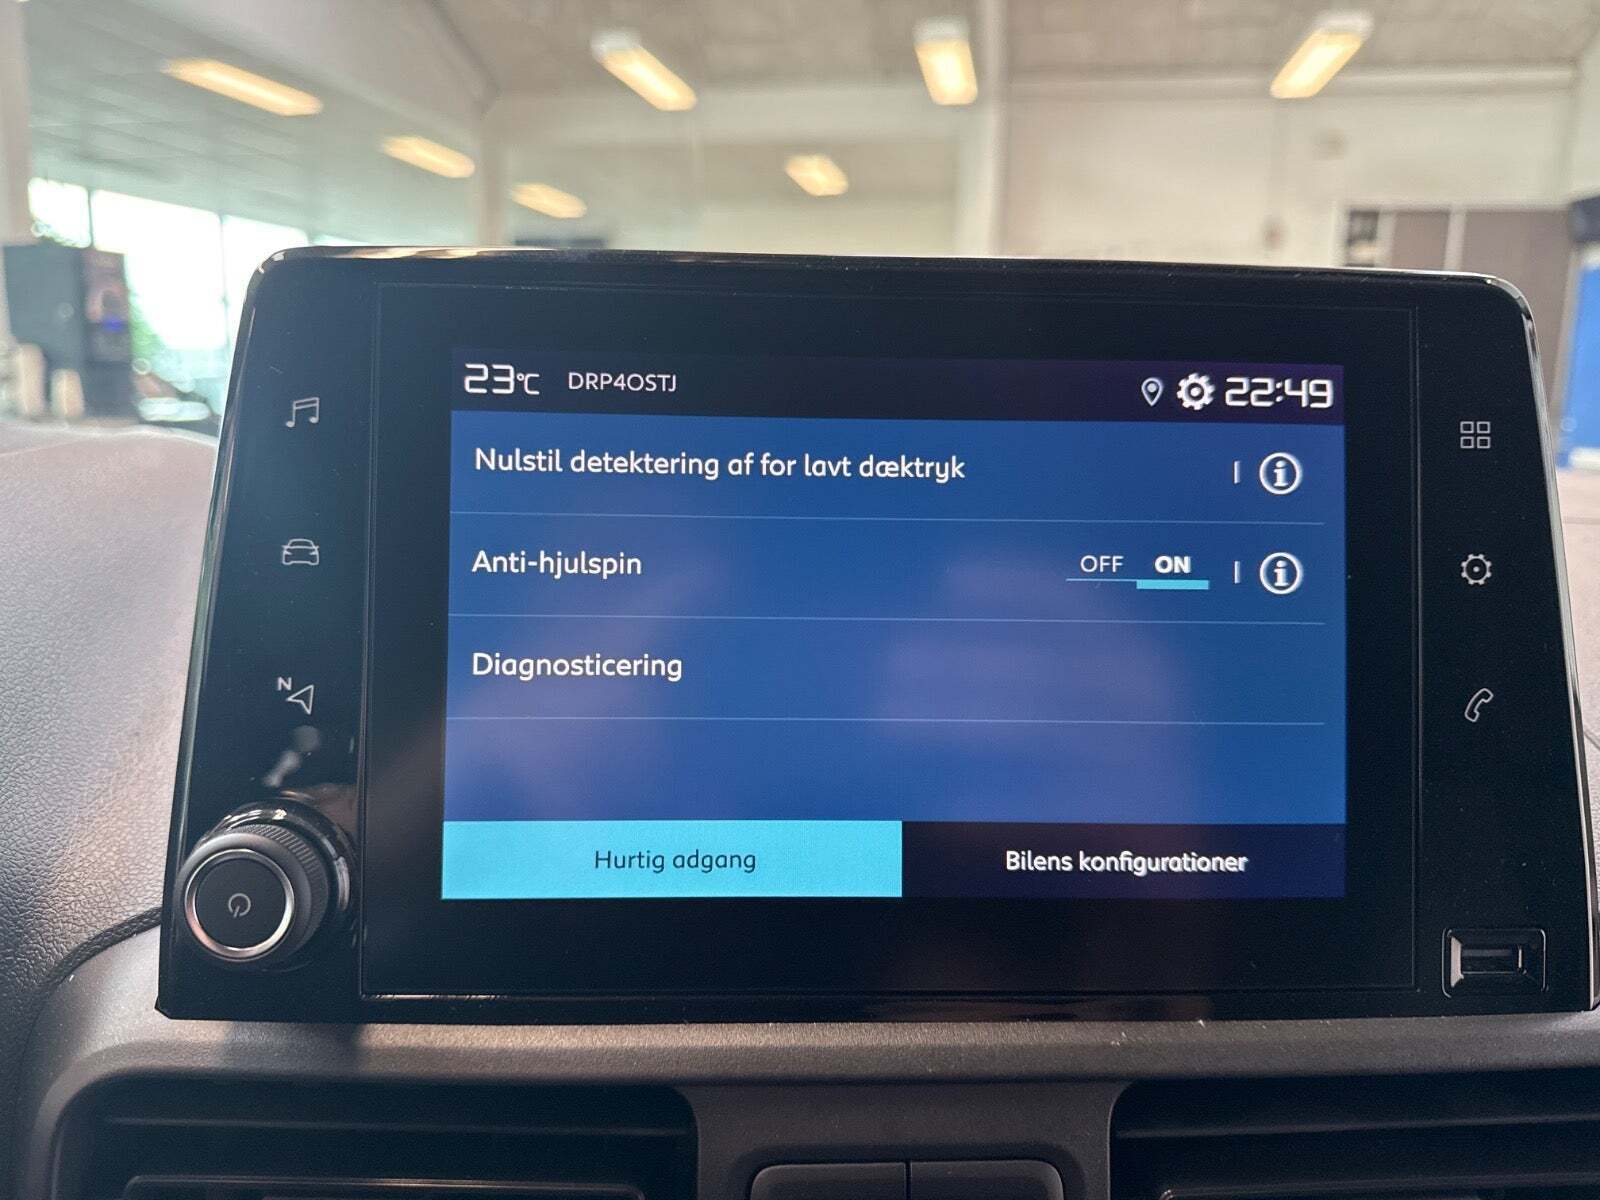 23°C DRP4OSTJ 22:49
Nulstil detektering af for lavt dæktryk
Anti-hjulspin OFF ON
Diagnosticering
Hurtig adgang Bilens konfigurationer
N